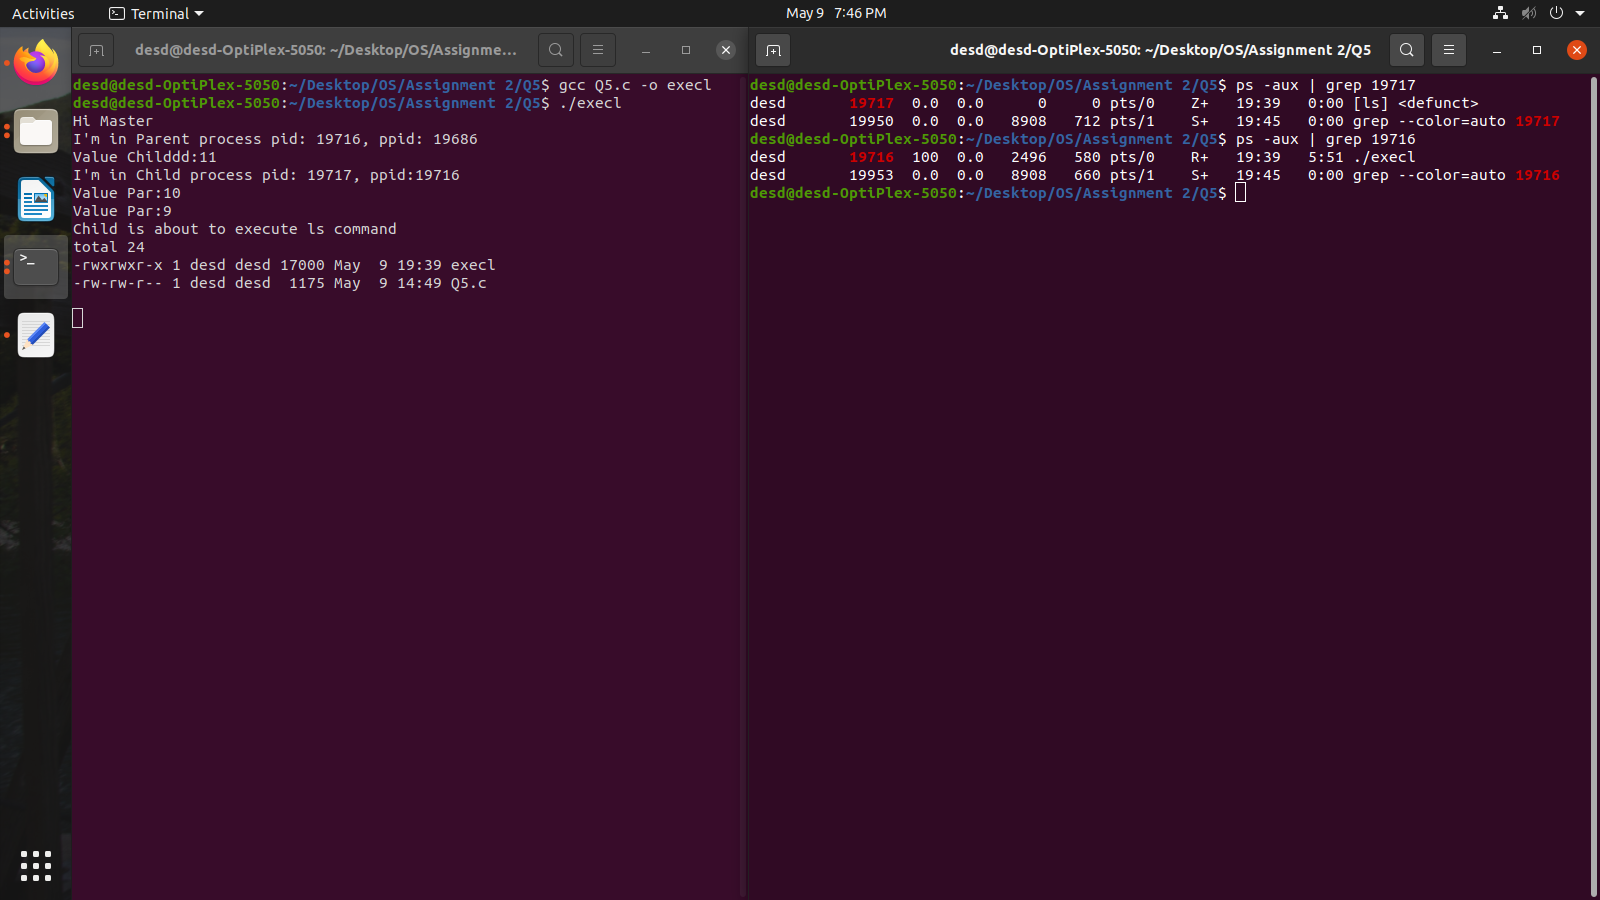 Activities
Terminal
May 9 7:46 PM
desd@desd-OptiPlex-5050: ~/Desktop/OS/Assignme...
desd@desd-OptiPlex-5050:~/Desktop/OS/Assignment 2/Q5$ gcc Q5.c -o execl
desd@desd-OptiPlex-5050:~/Desktop/OS/Assignment 2/Q5$ ./execl
Hi Master
I'm in Parent process pid: 19716, ppid: 19686
Value Childdd:11
I'm in Child process pid: 19717, ppid:19716
Value Par:10
Value Par:9
Child is about to execute ls command
total 24
-rwxrwxr-x 1 desd desd 17000 May  9 19:39 execl
-rw-rw-r-- 1 desd desd  1175 May  9 14:49 Q5.c
desd@desd-OptiPlex-5050: ~/Desktop/OS/Assignment 2/Q5
desd@desd-OptiPlex-5050:~/Desktop/OS/Assignment 2/Q5$ ps -aux | grep 19717
desd       19717  0.0  0.0      0     0 pts/0    Z+   19:39   0:00 [ls] <defunct>
desd       19950  0.0  0.0   8908   712 pts/1    S+   19:45   0:00 grep --color=auto 19717
desd@desd-OptiPlex-5050:~/Desktop/OS/Assignment 2/Q5$ ps -aux | grep 19716
desd       19716  100  0.0   2496   580 pts/0    R+   19:39   5:51 ./execl
desd       19953  0.0  0.0   8908   660 pts/1    S+   19:45   0:00 grep --color=auto 19716
desd@desd-OptiPlex-5050:~/Desktop/OS/Assignment 2/Q5$